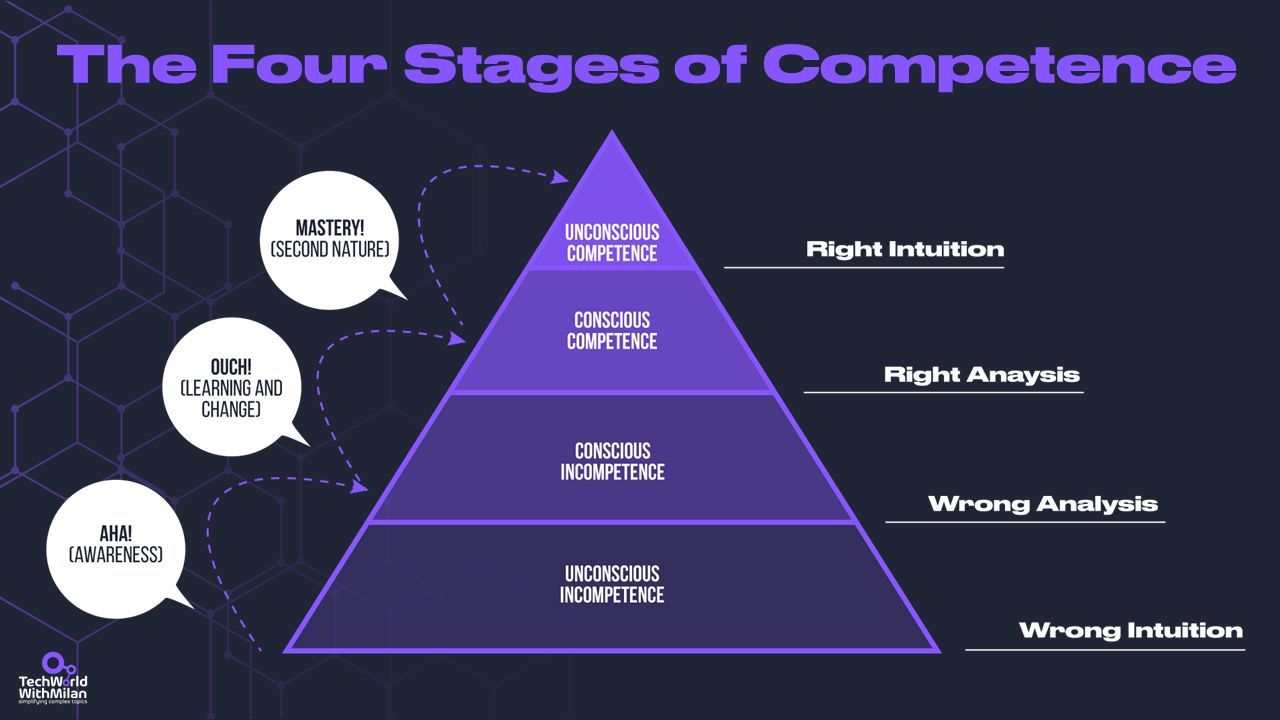 The Four Stages of Competence
MASTERY!
(SECOND NATURE)
UNCONSCIOUS
COMPETENCE
Right Intuition
CONSCIOUS
COMPETENCE
OUCH!
(LEARNING AND
CHANGE)
Right Anaysis
CONSCIOUS
INCOMPETENCE
Wrong Analysis
AHA!
(AWARENESS)
UNCONSCIOUS
INCOMPETENCE
Wrong Intuition
TechWorld
WithMilan
simplifying complex topics